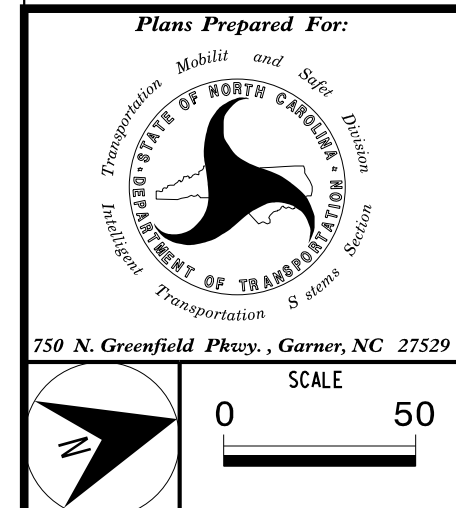 Plans Prepared For:
Transportation Mobilit and Safet Division
STATE OF NORTH CAROLINA
DEPARTMENT OF TRANSPORTATION
Intelligent Transportation S stems Section
750 N. Greenfield Pkwy. , Garner, NC 27529
N
SCALE
0 50